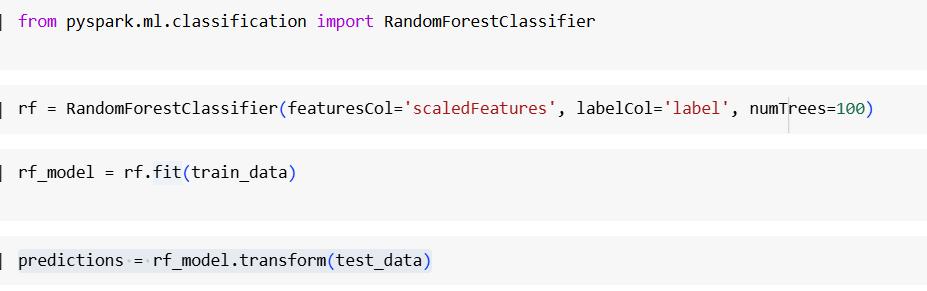 from pyspark.ml.classification import RandomForestClassifier
rf = RandomForestClassifier(featuresCol='scaledFeatures', labelCol='label', numTrees=100)
rf_model = rf.fit(train_data)
predictions = rf_model.transform(test_data)